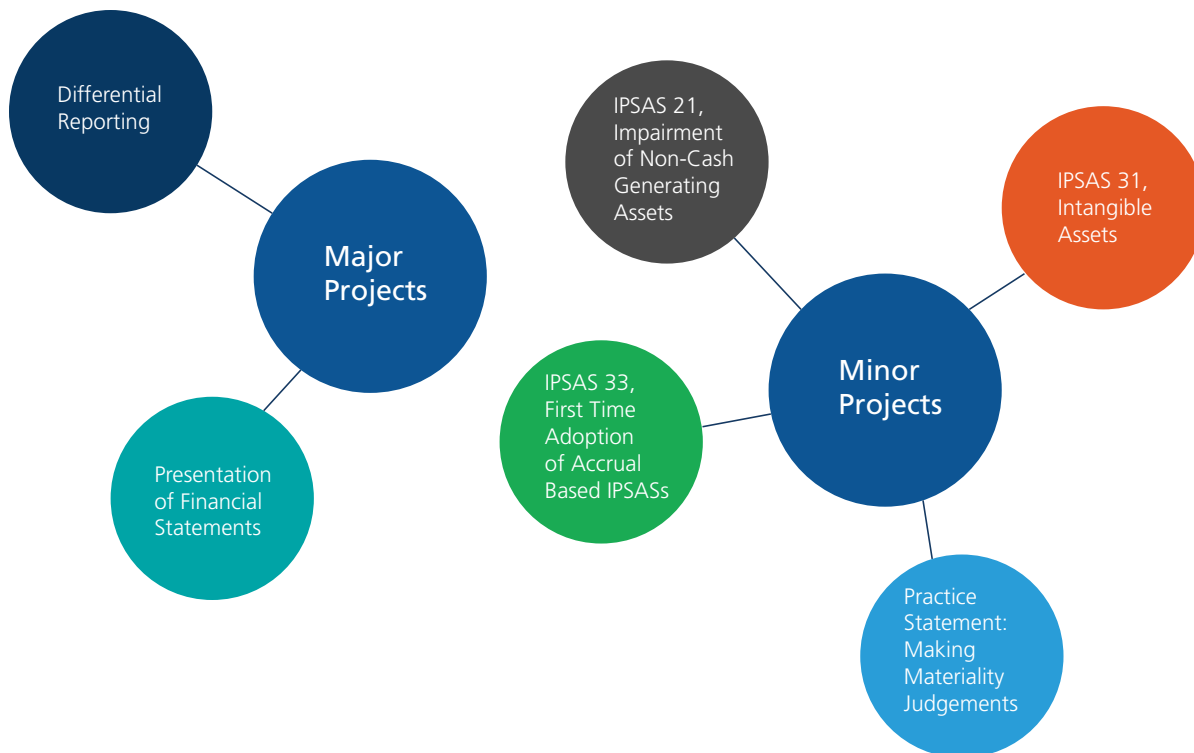 Differential
Reporting
Major
Projects
Presentation
of Financial
Statements
IPSAS 21,
Impairment
of Non-Cash
Generating
Assets
IPSAS 31,
Intangible
Assets
Minor
Projects
IPSAS 33,
First Time
Adoption
of Accrual
Based IPSASs
Practice
Statement:
Making
Materiality
Judgements